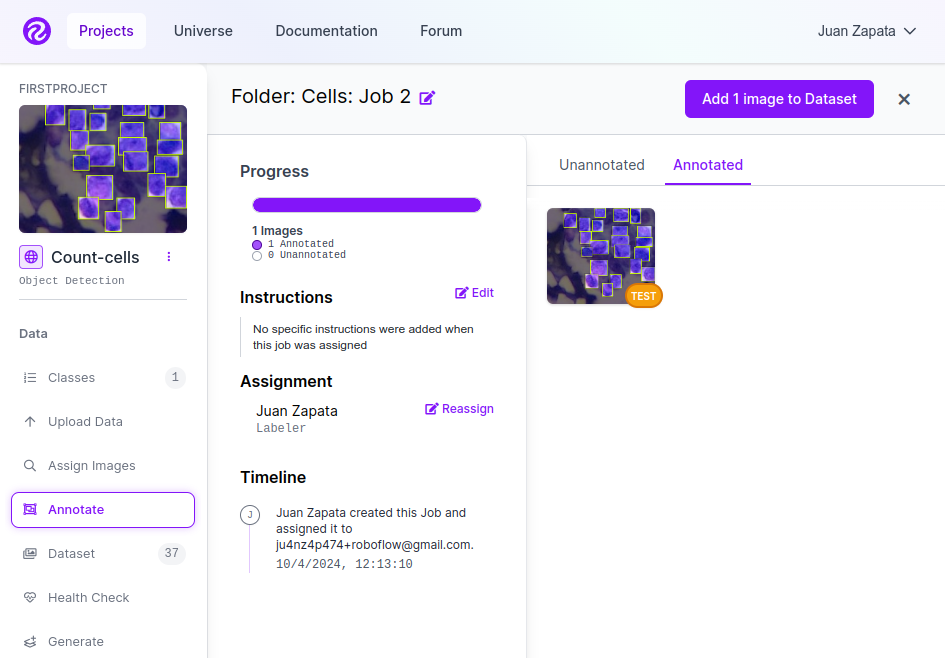 Projects
Universe
Documentation
Forum
Juan Zapata
FIRSTPROJECT
Count-cells
Object Detection
Data
Classes 1
Upload Data
Assign Images
Annotate
Dataset 37
Health Check
Generate
Folder: Cells: Job 2
Add 1 image to Dataset
Progress
1 Images
1 Annotated
0 Unannotated
Instructions
Edit
No specific instructions were added when
this job was assigned
Assignment
Juan Zapata
Reassign
Labeler
Timeline
J
Juan Zapata created this Job and
assigned it to
ju4nz4p474+roboflow@gmail.com.
10/4/2024, 12:13:10
Unannotated
Annotated
TEST